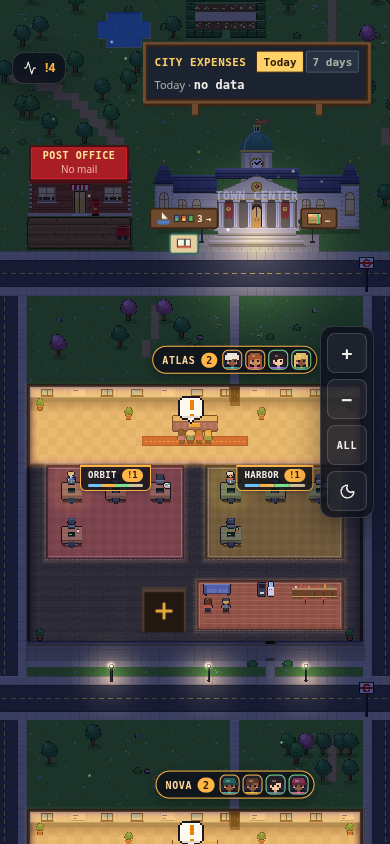 !4
CITY EXPENSES
Today
7 days
Today · no data
POST OFFICE
No mail
TOWN CENTER
3 →
...
ATLAS 2
+
−
ALL
!
ORBIT !1
HARBOR !1
+
NOVA 2
!